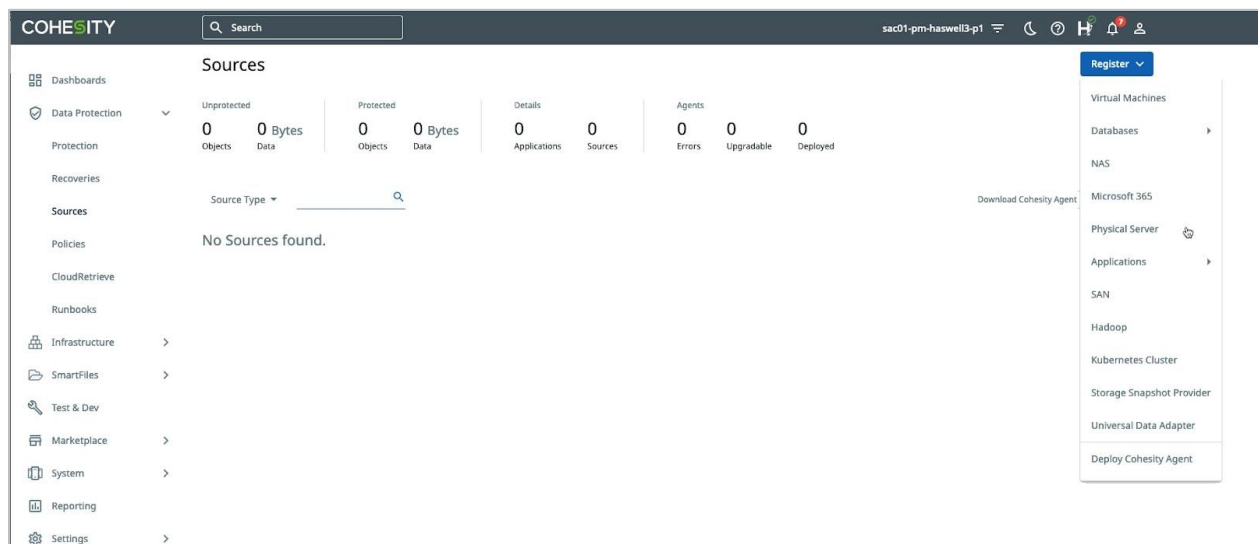 COHESITY
Search
sac01-pm-haswell3-p1
7
Dashboards
Data Protection
Protection
Recoveries
Sources
Policies
CloudRetrieve
Runbooks
Infrastructure
SmartFiles
Test & Dev
Marketplace
System
Reporting
Settings
Sources
Register
Unprotected Protected Details Agents
0 0 Bytes 0 0 Bytes 0 0 0 0 0
Objects Data Objects Data Applications Sources Errors Upgradable Deployed
Source Type
Download Cohesity Agent
No Sources found.
Virtual Machines
Databases
NAS
Microsoft 365
Physical Server
Applications
SAN
Hadoop
Kubernetes Cluster
Storage Snapshot Provider
Universal Data Adapter
Deploy Cohesity Agent